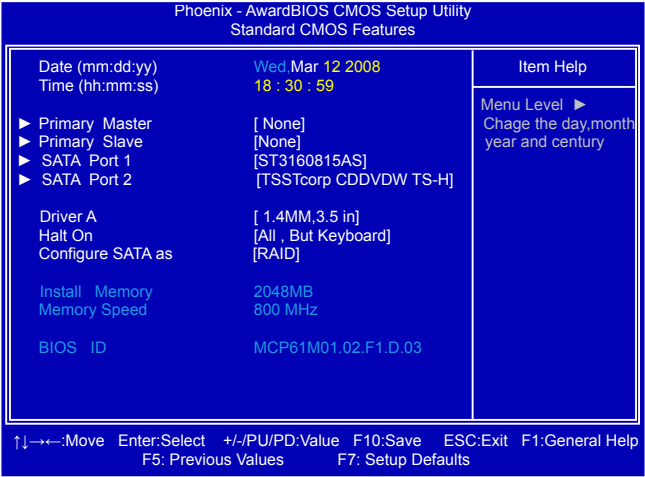 Phoenix - AwardBIOS CMOS Setup Utility
Standard CMOS Features
Date (mm:dd:yy) Wed,Mar 12 2008
Time (hh:mm:ss) 18 : 30 : 59
► Primary Master [ None]
► Primary Slave [None]
► SATA Port 1 [ST3160815AS]
► SATA Port 2 [TSSTcorp CDDVDW TS-H]
Driver A [ 1.4MM,3.5 in]
Halt On [All , But Keyboard]
Configure SATA as [RAID]
Install Memory 2048MB
Memory Speed 800 MHz
BIOS ID MCP61M01.02.F1.D.03
Item Help
Menu Level ►
Chage the day,month
year and century
↑↓→←:Move Enter:Select +/-/PU/PD:Value F10:Save ESC:Exit F1:General Help
F5: Previous Values F7: Setup Defaults